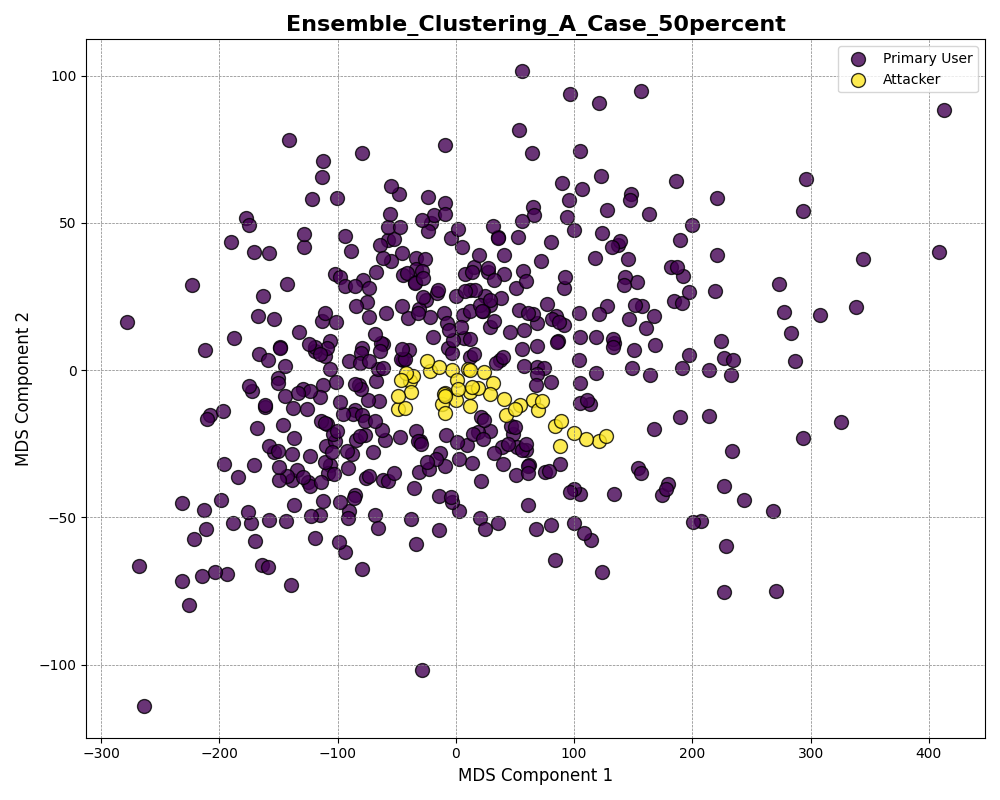 Ensemble_Clustering_A_Case_50percent
Primary User
Attacker
100
50
0
−50
−100
MDS Component 2
−300
−200
−100
0
100
200
300
400
MDS Component 1